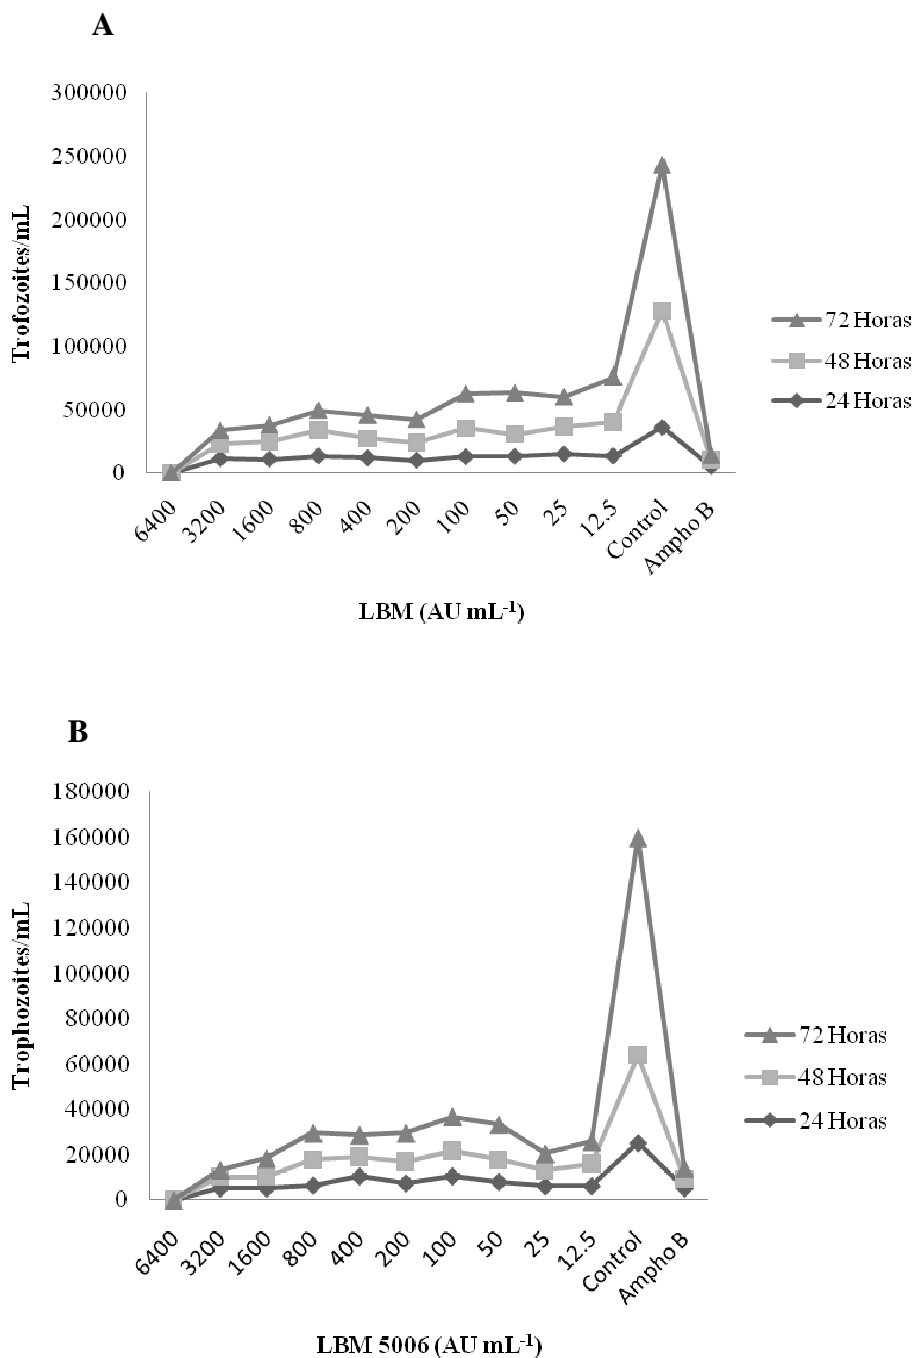 A
300000
250000
200000
150000
100000
50000
0
Trofozoites/mL
6400
3200
1600
800
400
200
100
50
25
12.5
Control
Ampho B
LBM (AU mL⁻¹)
72 Horas
48 Horas
24 Horas
B
180000
160000
140000
120000
100000
80000
60000
40000
20000
0
Trophozoites/mL
6400
3200
1600
800
400
200
100
50
25
12.5
Control
Ampho B
LBM 5006 (AU mL⁻¹)
72 Horas
48 Horas
24 Horas